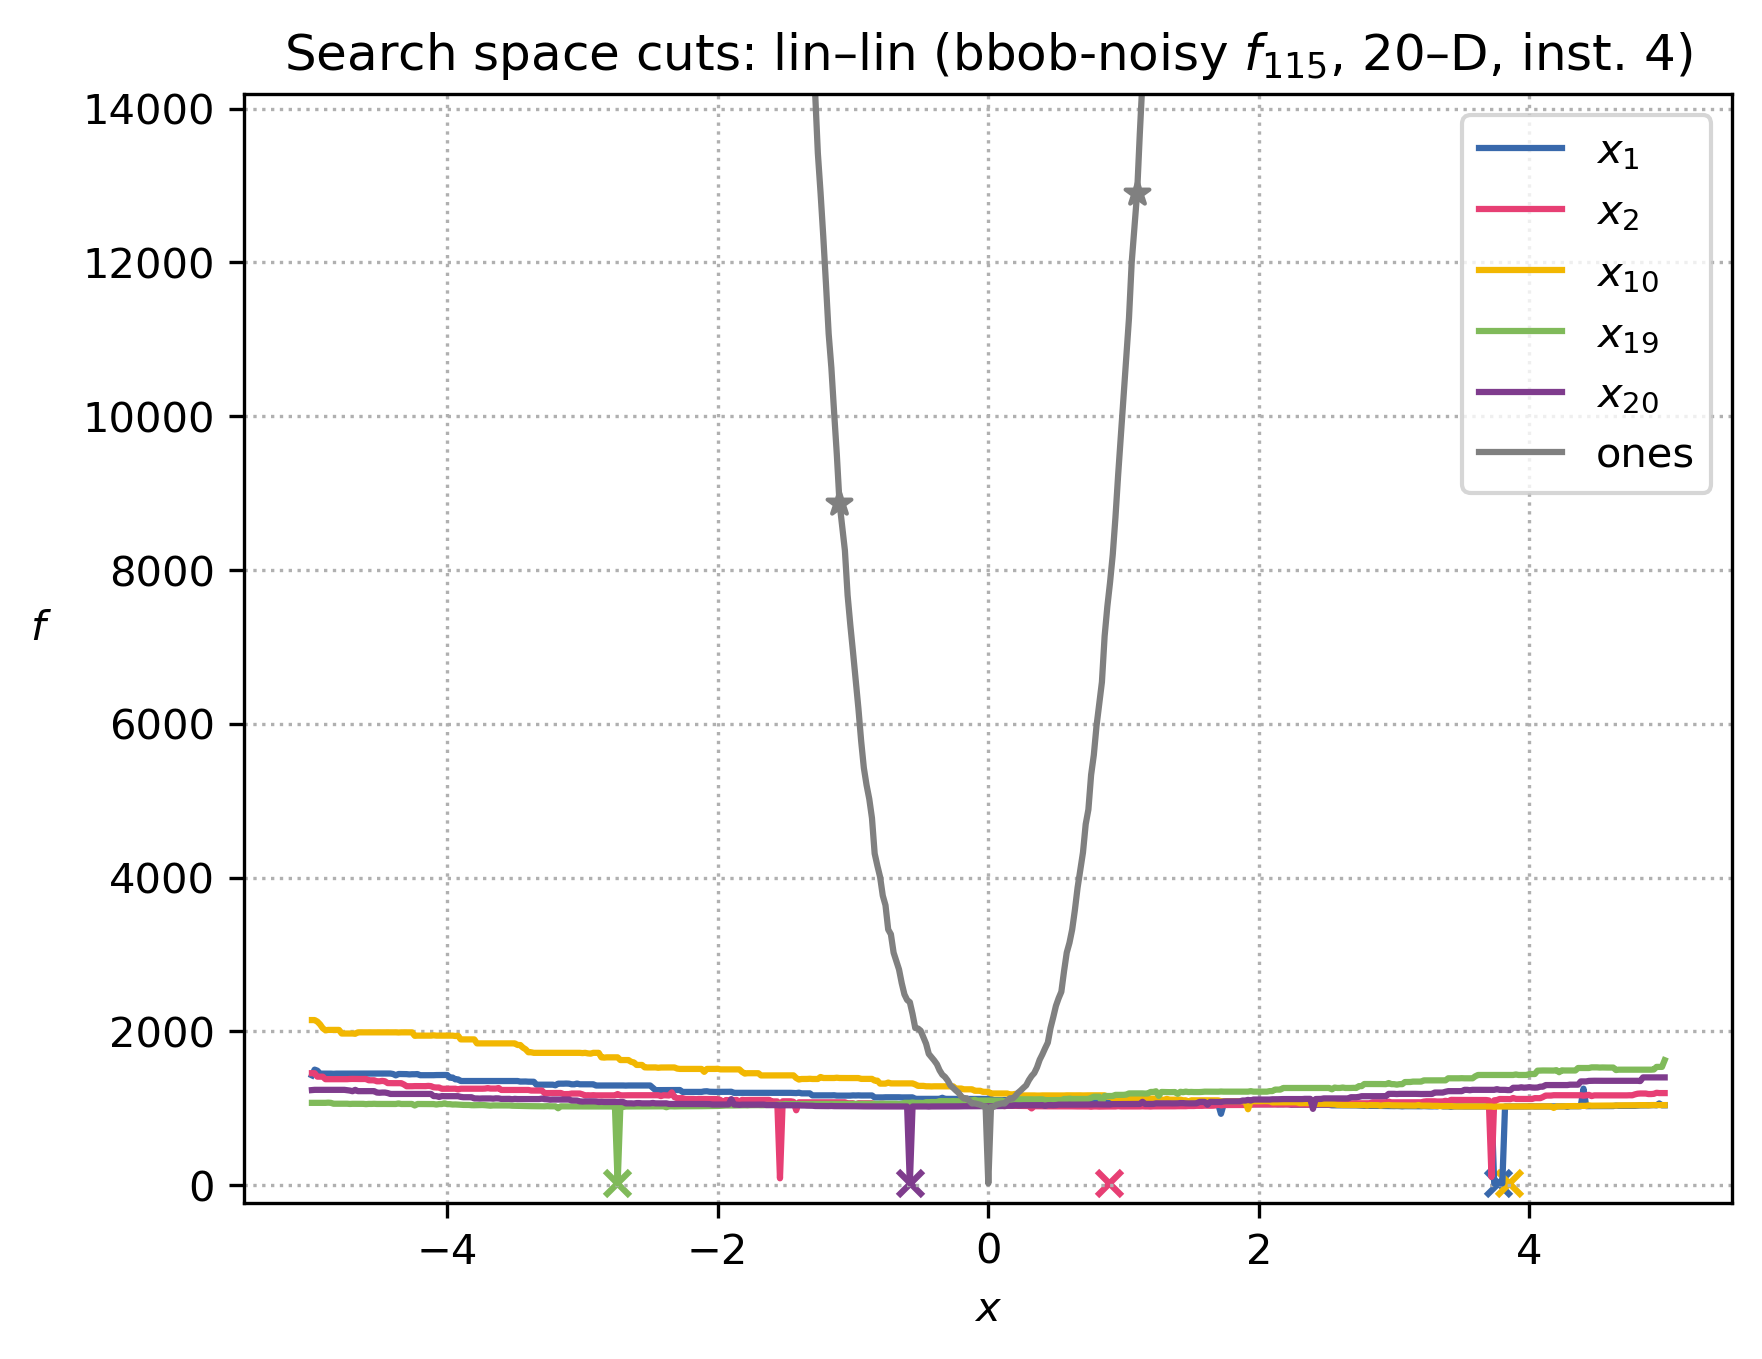 Search space cuts: lin–lin (bbob-noisy f115, 20–D, inst. 4)
14000
12000
10000
8000
6000
4000
2000
0
f
−4
−2
0
2
4
x
x1
x2
x10
x19
x20
ones